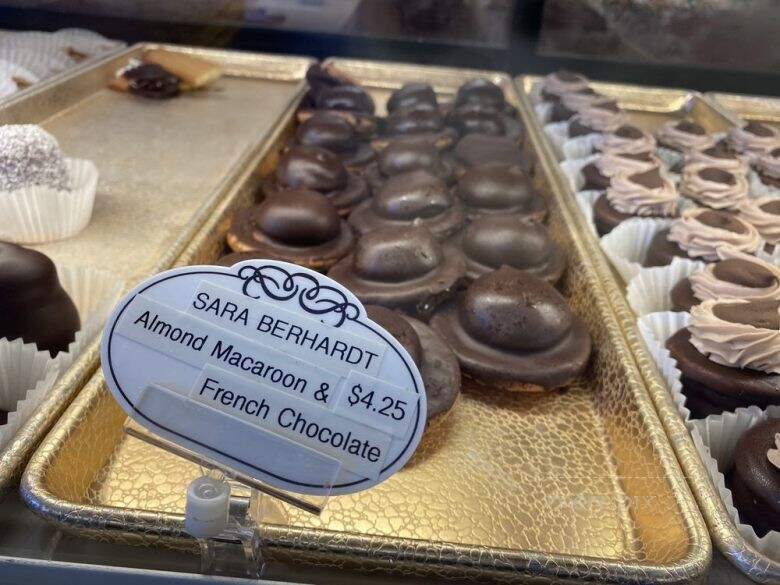 SARA BERHARDT
Almond Macaroon &
$4.25
French Chocolate